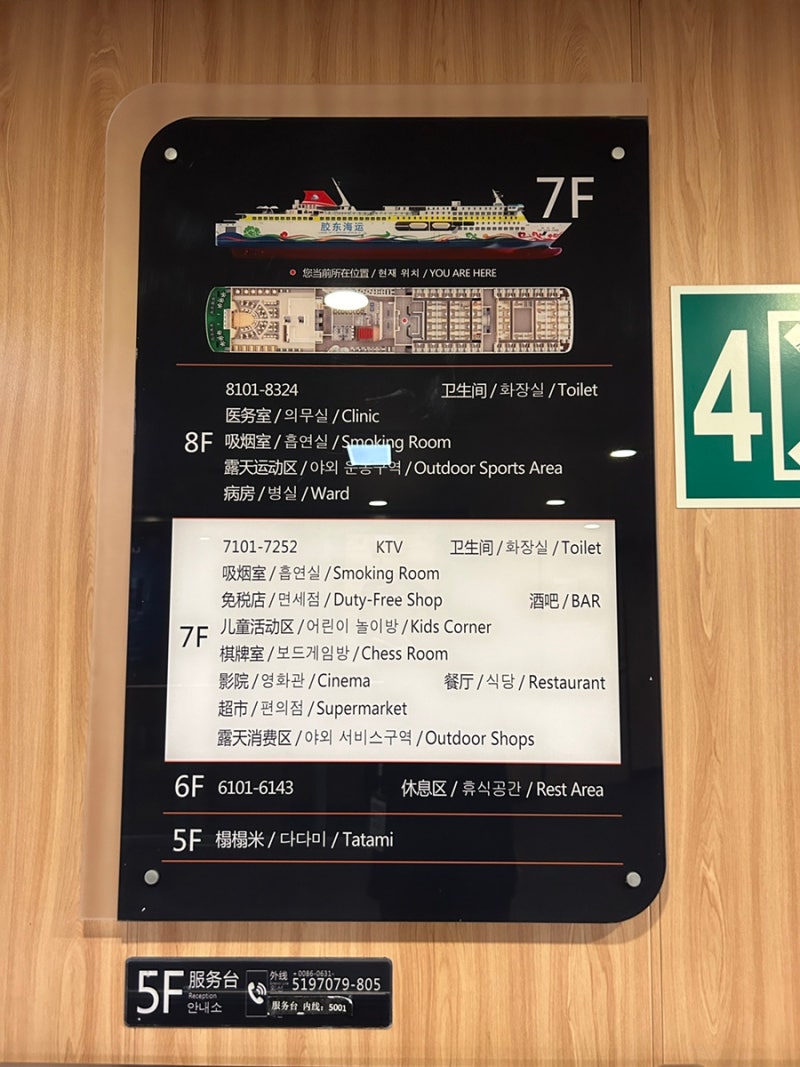 7F
胶东海运
您当前所在位置 / 현재 위치 / YOU ARE HERE
8F
8101-8324 卫生间 / 화장실 / Toilet
医务室 / 의무실 / Clinic
吸烟室 / 흡연실 / Smoking Room
露天运动区 / 야외 운동구역 / Outdoor Sports Area
病房 / 병실 / Ward
7F
7101-7252 KTV 卫生间 / 화장실 / Toilet
吸烟室 / 흡연실 / Smoking Room
免税店 / 면세점 / Duty-Free Shop 酒吧 / BAR
儿童活动区 / 어린이 놀이방 / Kids Corner
棋牌室 / 보드게임방 / Chess Room
影院 / 영화관 / Cinema 餐厅 / 식당 / Restaurant
超市 / 편의점 / Supermarket
露天消费区 / 야외 서비스구역 / Outdoor Shops
6F 6101-6143 休息区 / 휴식공간 / Rest Area
5F 榻榻米 / 다다미 / Tatami
4
5F 服务台
Reception
안내소
外线 +0086-0631-
5197079-805
服务台 内线：5001